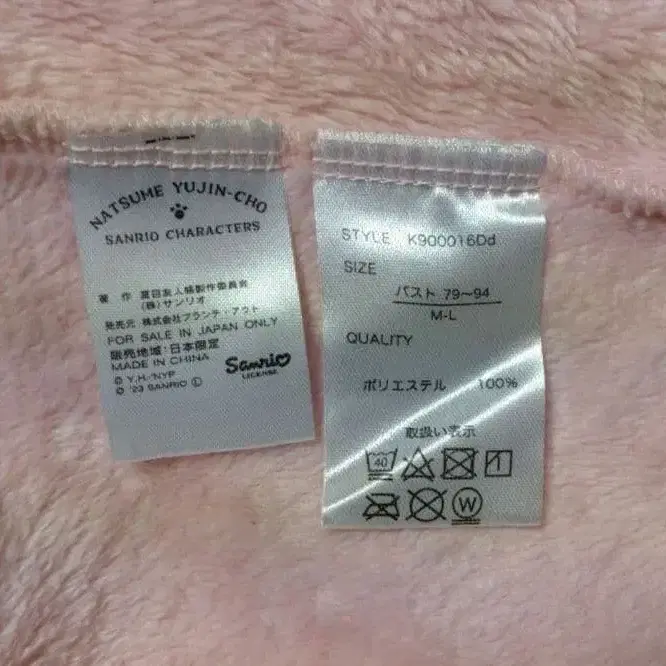 NATSUME YUJIN-CHO
SANRIO CHARACTERS
著 作 夏目友人帳製作委員会
(株)サンリオ
発売元 株式会社ブランチ・アウト
FOR SALE IN JAPAN ONLY
販売地域:日本限定
MADE IN CHINA
© Y.M.・NYP
© '23 SANRIO Ⓛ
Sanrio
LICENSE
STYLE K900016Dd
SIZE
バスト 79~94
M-L
QUALITY
ポリエステル 100%
取扱い表示
40
W